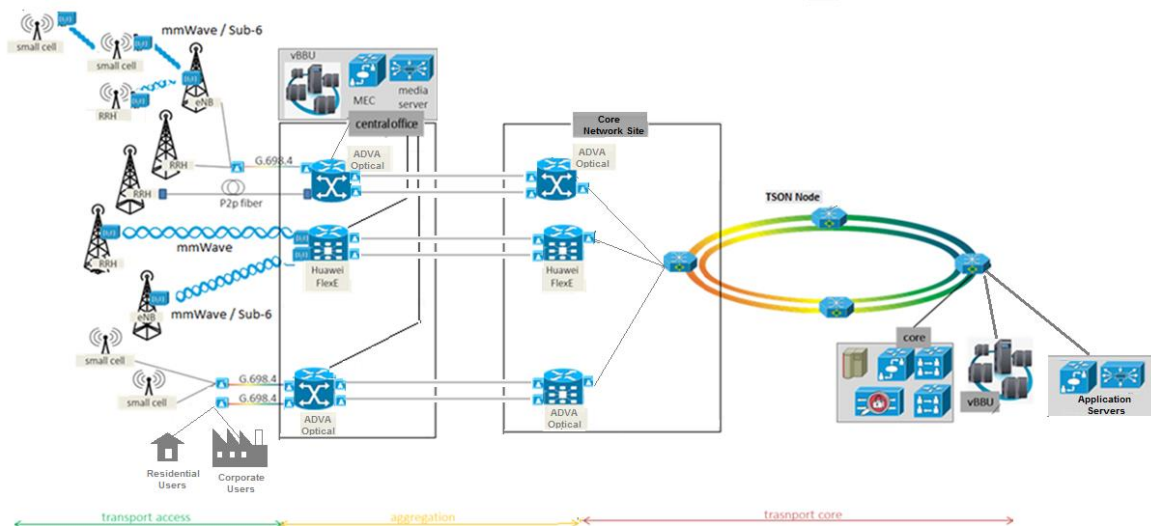 mmWave / Sub-6
small cell
small cell
eNB
RRH
vBBU
MEC
media
server
central office
Core
Network Site
RRH
G.698.4
ADVA
Optical
ADVA
Optical
RRH
P2p fiber
TSON Node
mmWave
RRH
Huawei
FlexE
Huawei
FlexE
eNB
mmWave / Sub-6
small cell
small cell
G.698.4
G.698.4
ADVA
Optical
ADVA
Optical
core
vBBU
Application
Servers
Residential
Users
Corporate
Users
transport access
aggregation
trasnport core